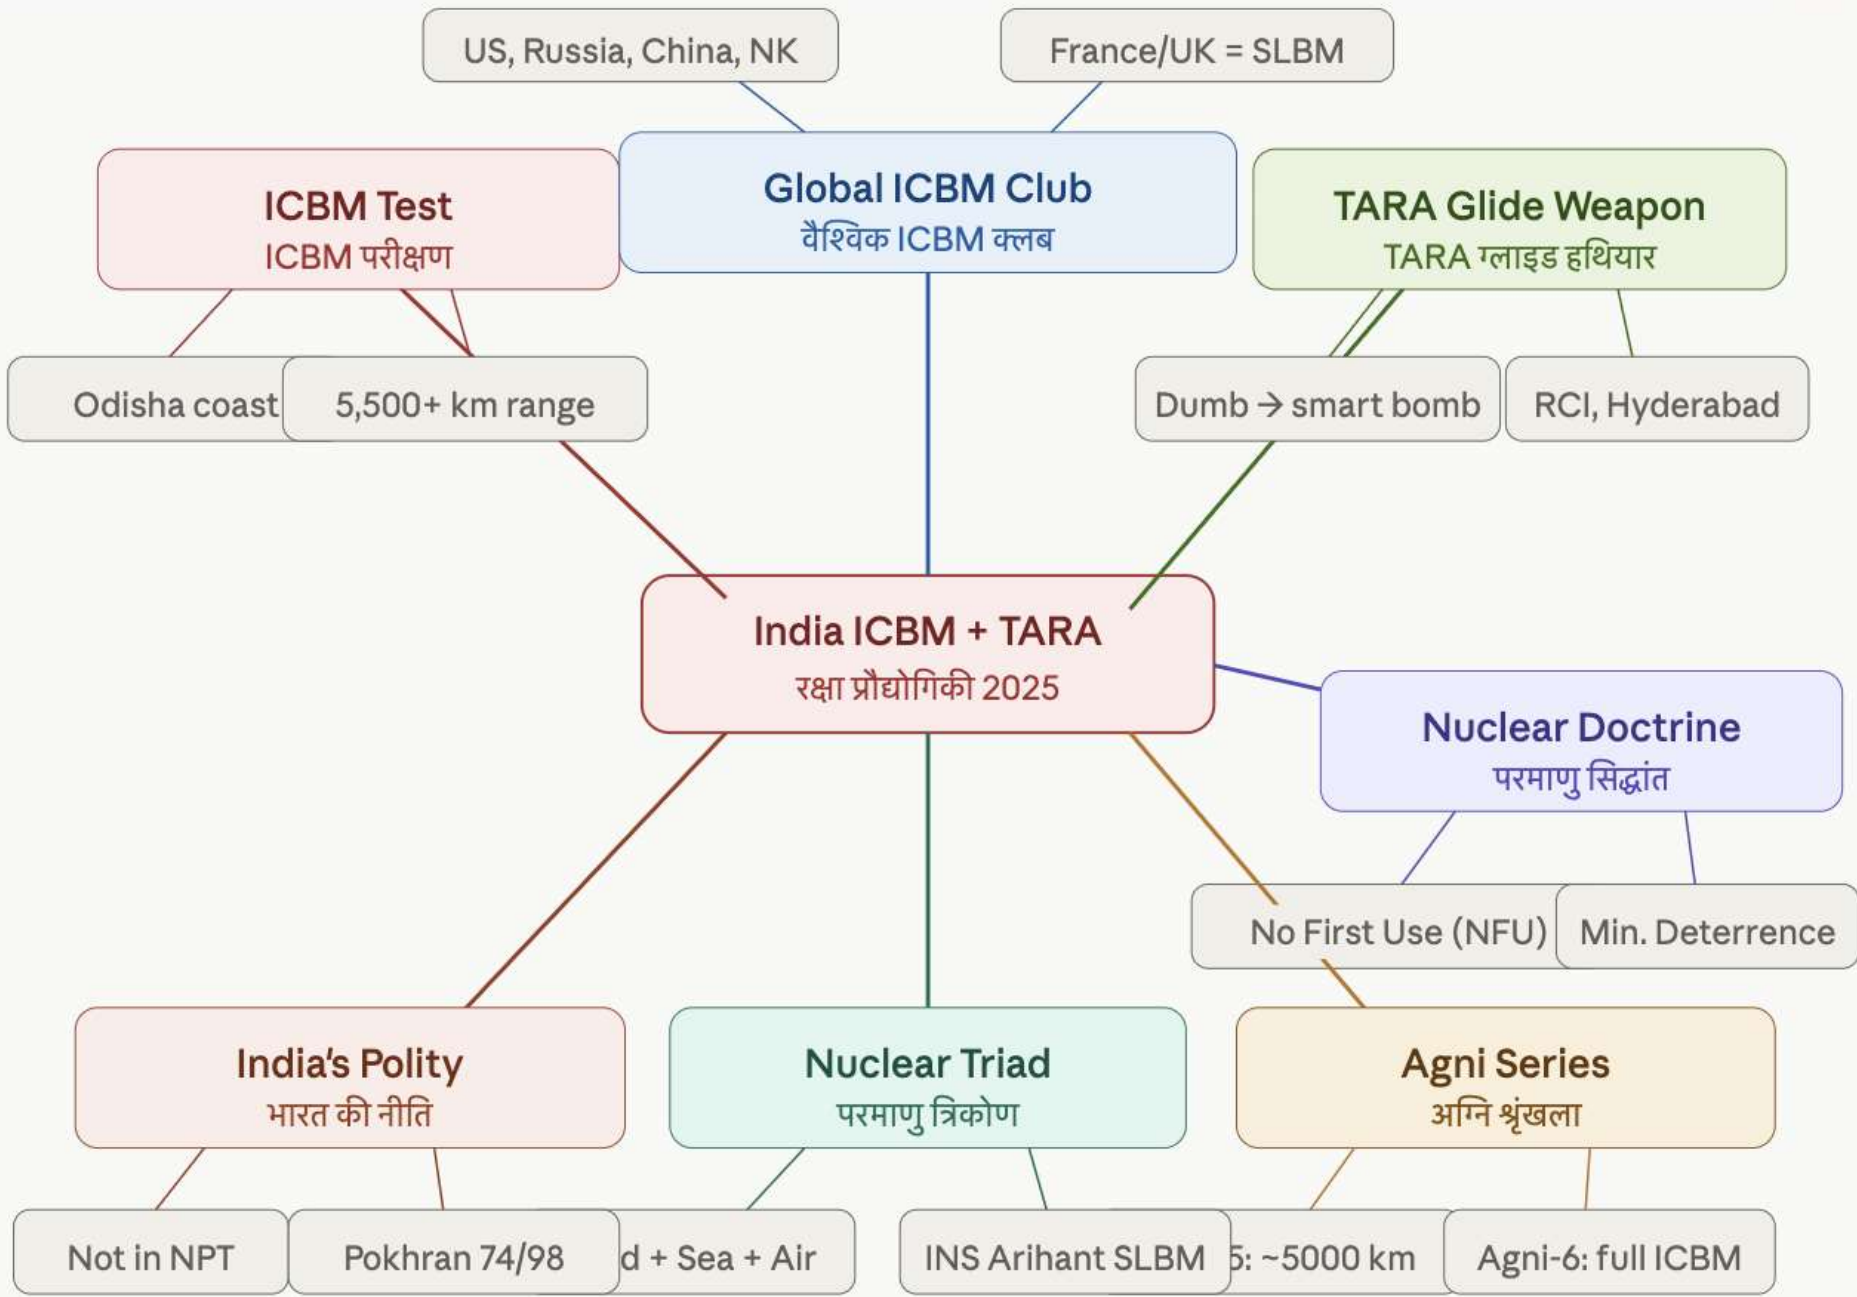 US, Russia, China, NK
France/UK = SLBM
ICBM Test
ICBM परीक्षण
Global ICBM Club
वैश्विक ICBM क्लब
TARA Glide Weapon
TARA ग्लाइड हथियार
Odisha coast
5,500+ km range
Dumb → smart bomb
RCI, Hyderabad
India ICBM + TARA
रक्षा प्रौद्योगिकी 2025
Nuclear Doctrine
परमाणु सिद्धांत
No First Use (NFU)
Min. Deterrence
India's Polity
भारत की नीति
Nuclear Triad
परमाणु त्रिकोण
Agni Series
अग्नि श्रृंखला
Not in NPT
Pokhran 74/98
+ Sea + Air
INS Arihant SLBM
~5000 km
Agni-6: full ICBM